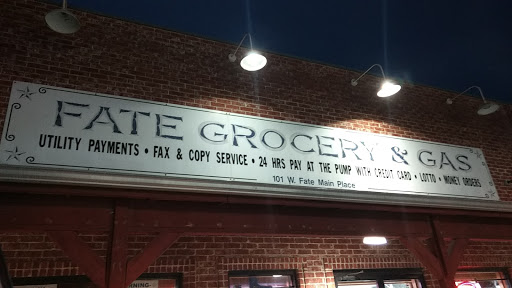 FATE GROCERY & GAS
UTILITY PAYMENTS • FAX & COPY SERVICE • 24 HRS PAY AT THE PUMP WITH CREDIT CARD • LOTTO • MONEY ORDERS
101 W. Fate Main Place